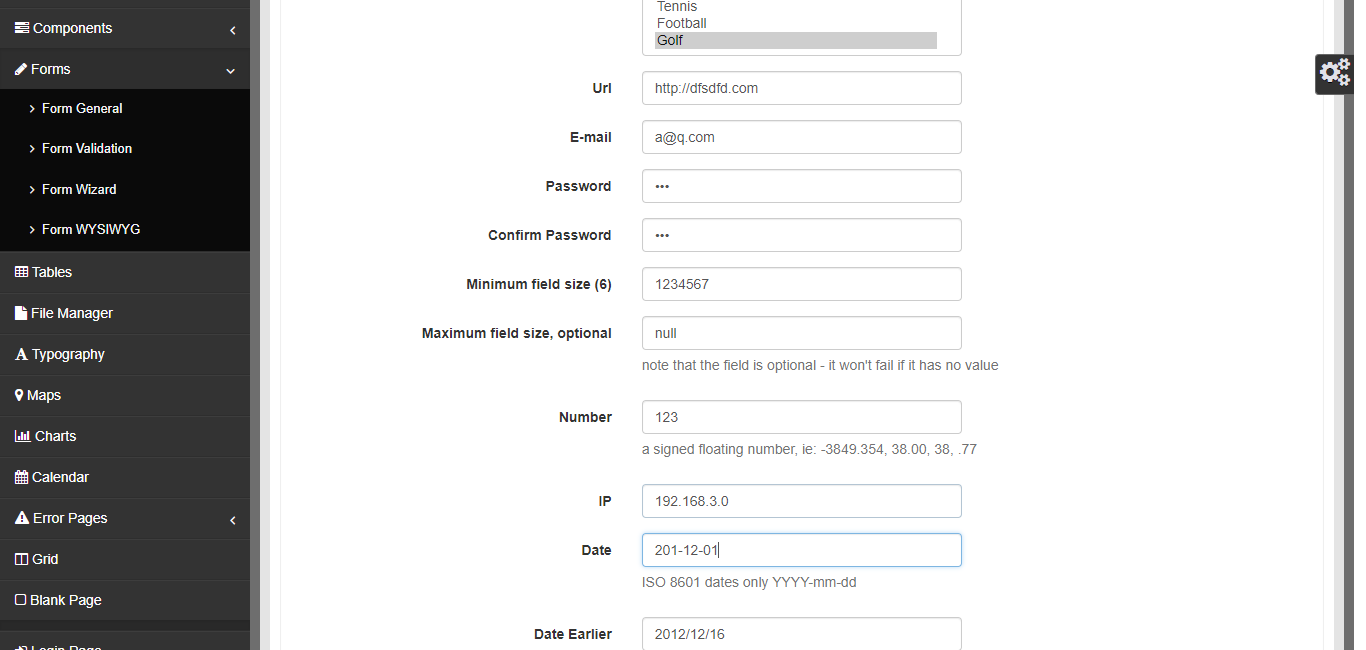 Components
Forms
Form General
Form Validation
Form Wizard
Form WYSIWYG
Tables
File Manager
Typography
Maps
Charts
Calendar
Error Pages
Grid
Blank Page
Login Page
Tennis
Football
Golf
Url
http://dfsdfd.com
E-mail
a@q.com
Password
•••
Confirm Password
•••
Minimum field size (6)
1234567
Maximum field size, optional
null
note that the field is optional - it won't fail if it has no value
Number
123
a signed floating number, ie: -3849.354, 38.00, 38, .77
IP
192.168.3.0
Date
201-12-01
ISO 8601 dates only YYYY-mm-dd
Date Earlier
2012/12/16